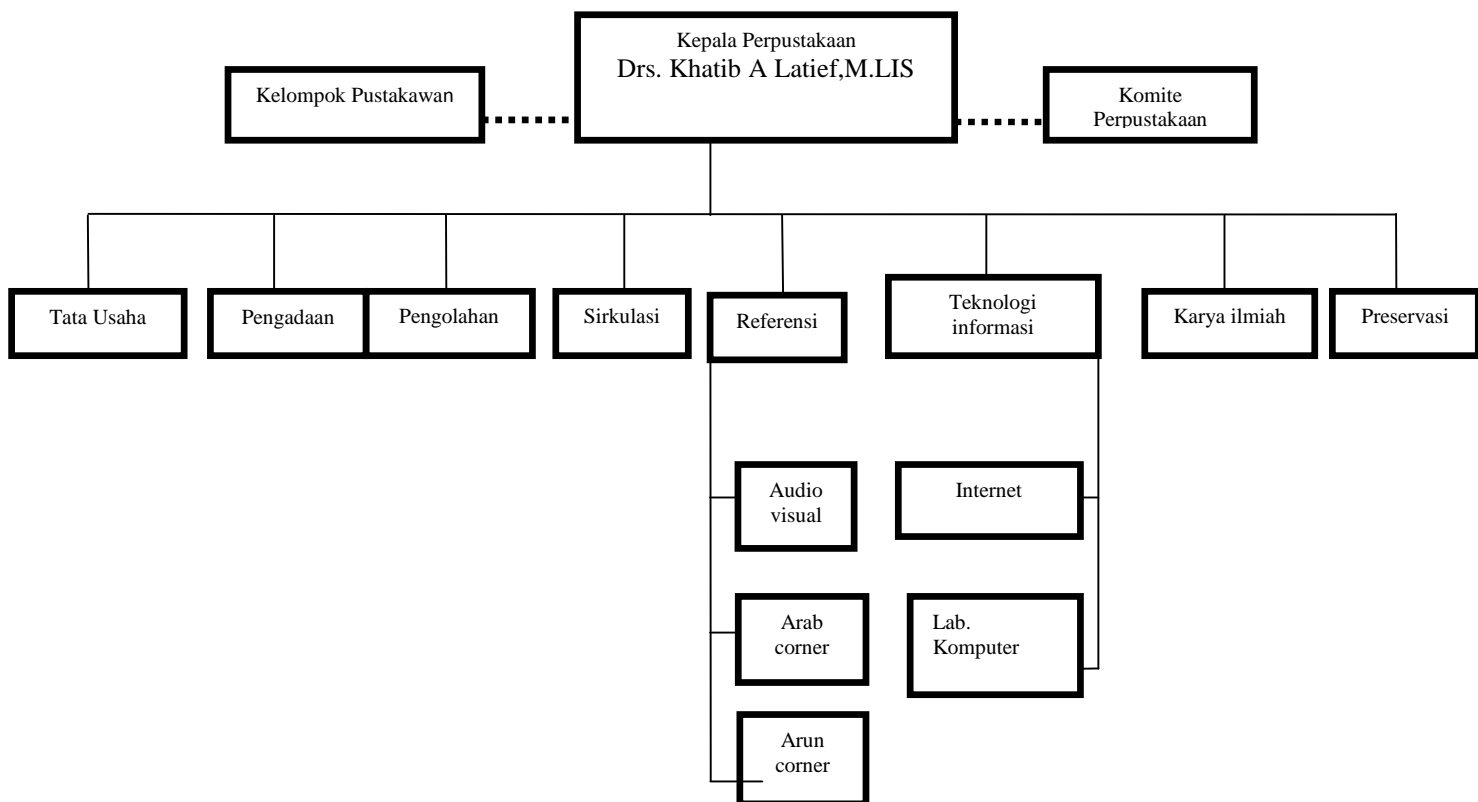 Kepala Perpustakaan
Drs. Khatib A Latief,M.LIS
Kelompok Pustakawan
Komite
Perpustakaan
Tata Usaha
Pengadaan
Pengolahan
Sirkulasi
Referensi
Teknologi
informasi
Karya ilmiah
Preservasi
Audio
visual
Internet
Arab
corner
Lab.
Komputer
Arun
corner